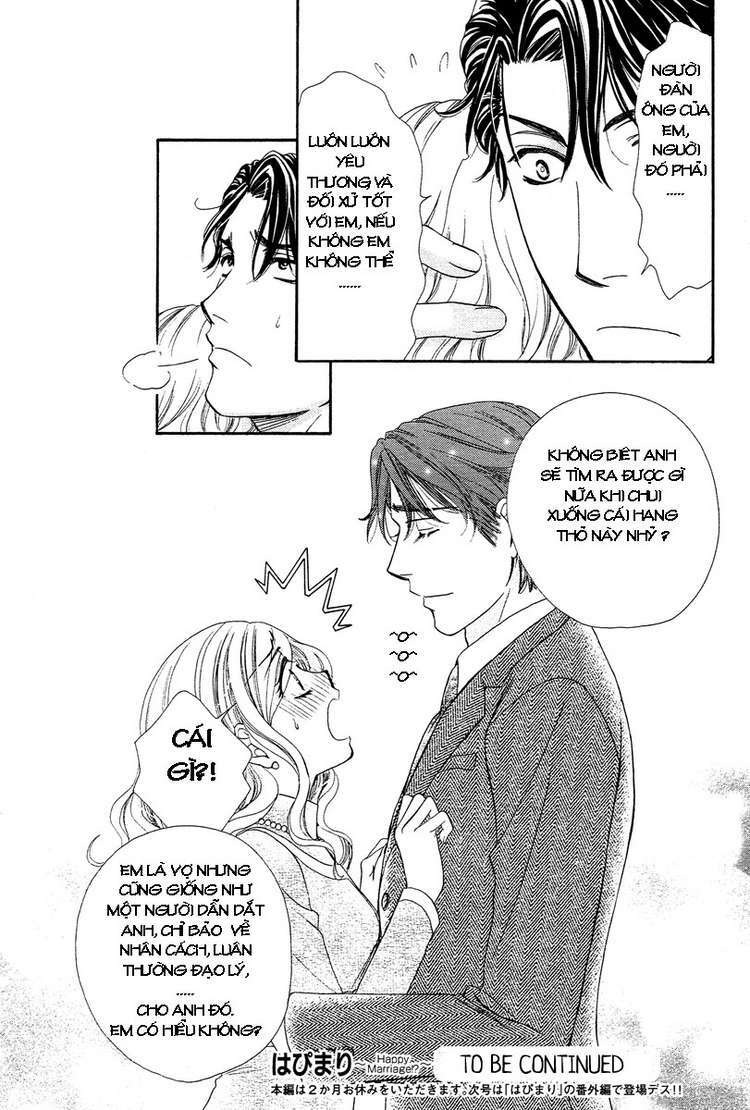 NGƯỜI
ĐÀN
ÔNG CỦA
EM,
NGƯỜI
ĐÓ PHẢI
.....
LUÔN LUÔN
YÊU
THƯƠNG VÀ
ĐỐI XỬ TỐT
VỚI EM, NẾU
KHÔNG EM
KHÔNG THỂ
......
KHÔNG BIẾT ANH
SẼ TÌM RA ĐƯỢC GÌ
NỮA KHI CHUI
XUỐNG CÁI HANG
THỎ NÀY NHỶ ?
CÁI
GÌ?!
EM LÀ VỢ NHƯNG
CŨNG GIỐNG NHƯ
MỘT NGƯỜI DẪN DẮT
ANH, CHỈ BẢO VỀ
NHÂN CÁCH, LUÂN
THƯỜNG ĐẠO LÝ,
.....
CHO ANH ĐÓ.
EM CÓ HIỂU KHÔNG?
はぴまり ~Happy Marriage!?~ TO BE CONTINUED
本編は2か月お休みをいただきます。次号は「はぴまり」の番外編で登場デス!!